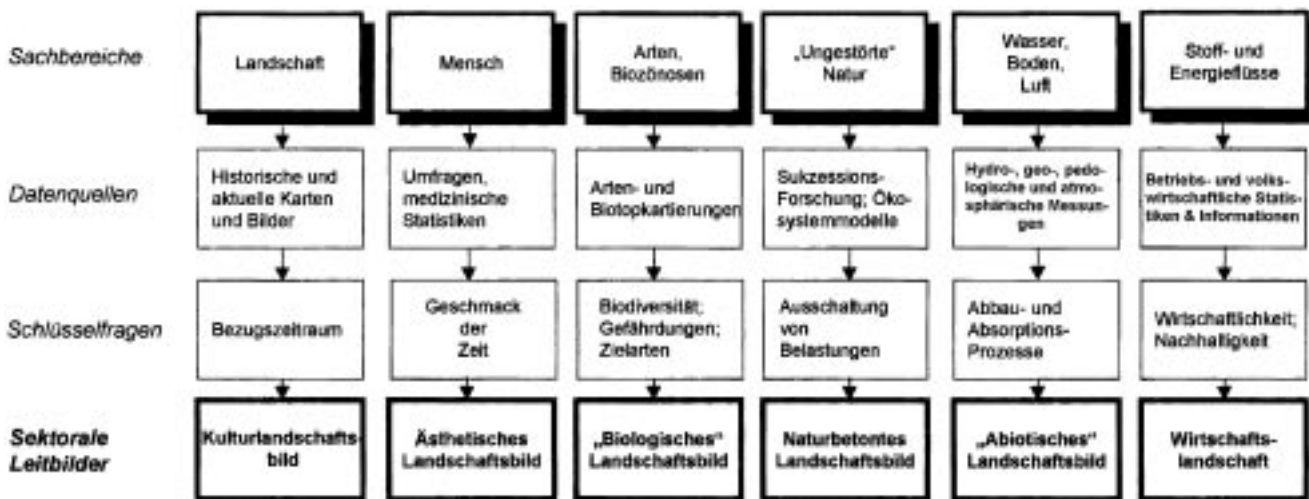 Sachbereiche
Landschaft
Mensch
Arten,
Biozönosen
„Ungestörte"
Natur
Wasser,
Boden,
Luft
Stoff- und
Energieflüsse
Datenquellen
Historische und
aktuelle Karten
und Bilder
Umfragen,
medizinische
Statistiken
Arten- und
Biotopkartierungen
Sukzessions-
Forschung; Öko-
systemmodelle
Hydro-, geo-, pedo-
logische und atmo-
sphärische Messun-
gen
Betriebs- und volks-
wirtschaftliche Statis-
tiken & Informationen
Schlüsselfragen
Bezugszeitraum
Geschmack
der
Zeit
Biodiversität;
Gefährdungen;
Zielarten
Ausschaltung
von
Belastungen
Abbau- und
Absorptions-
Prozesse
Wirtschaftlichkeit;
Nachhaltigkeit
Sektorale
Leitbilder
Kulturlandschafts-
bild
Ästhetisches
Landschaftsbild
„Biologisches"
Landschaftsbild
Naturbetontes
Landschaftsbild
„Abiotisches"
Landschaftsbild
Wirtschafts-
landschaft